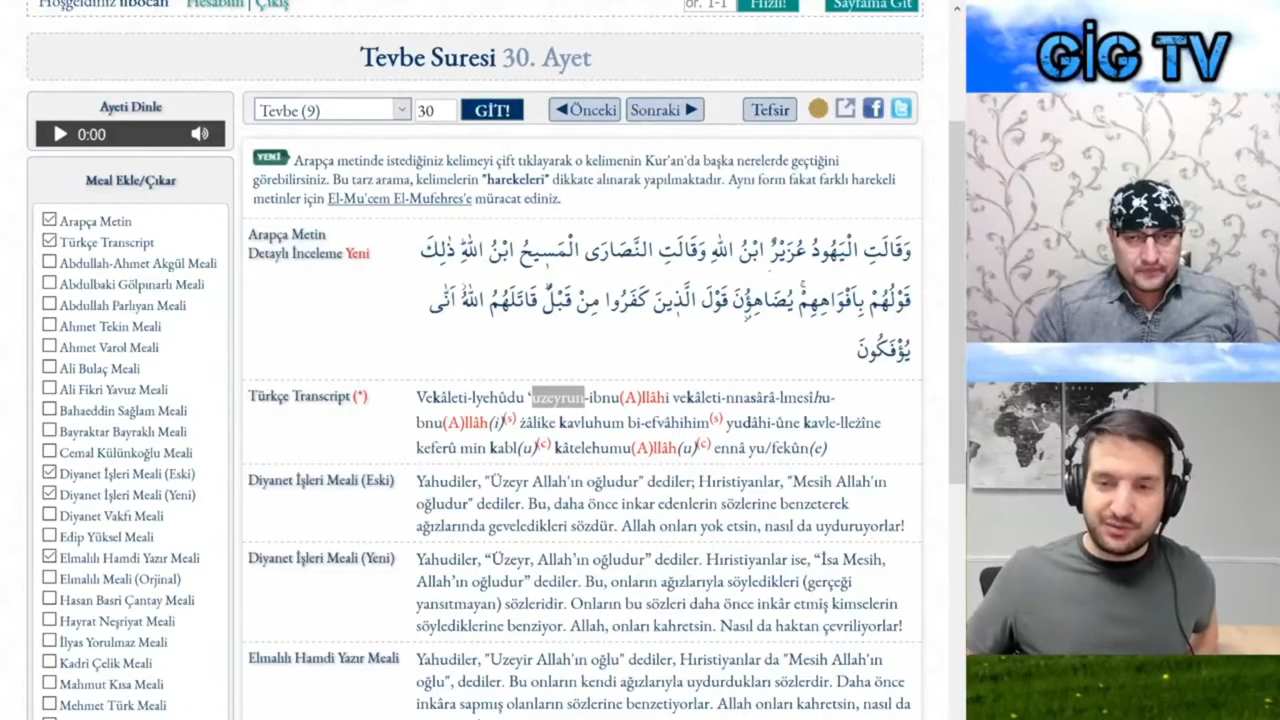 Hoşgeldiniz ilbocan Hesabım | Çıkış
ör. 1-1 Hızlı! Sayfama Git
Tevbe Suresi 30. Ayet
Ayeti Dinle
0:00
Tevbe (9) 30 GİT! ◀Önceki Sonraki ▶ Tefsir
Meal Ekle/Çıkar
Arapça Metin
Türkçe Transcript
Abdullah-Ahmet Akgül Meali
Abdulbaki Gölpınarlı Meali
Abdullah Parlıyan Meali
Ahmet Tekin Meali
Ahmet Varol Meali
Ali Bulaç Meali
Ali Fikri Yavuz Meali
Bahaeddin Sağlam Meali
Bayraktar Bayraklı Meali
Cemal Külünkoğlu Meali
Diyanet İşleri Meali (Eski)
Diyanet İşleri Meali (Yeni)
Diyanet Vakfı Meali
Edip Yüksel Meali
Elmalılı Hamdi Yazır Meali
Elmalılı Meali (Orjinal)
Hasan Basri Çantay Meali
Hayrat Neşriyat Meali
İlyas Yorulmaz Meali
Kadri Çelik Meali
Mahmut Kısa Meali
Mehmet Türk Meali
YENİ Arapça metinde istediğiniz kelimeyi çift tıklayarak o kelimenin Kur'an'da başka nerelerde geçtiğini
görebilirsiniz. Bu tarz arama, kelimelerin "harekeleri" dikkate alınarak yapılmaktadır. Aynı form fakat farklı harekeli
metinler için El-Mu'cem El-Mufehres'e müracat ediniz.
Arapça Metin
Detaylı İnceleme Yeni
وَقَالَتِ الْيَهُودُ عُزَيْرٌۨ ابْنُ اللّٰهِ وَقَالَتِ النَّصَارَى الْمَسٖيحُ ابْنُ اللّٰهِؕ ذٰلِكَ
قَوْلُهُمْ بِاَفْوَاهِهِمْۚ يُضَاهِؤُ۫نَ قَوْلَ الَّذٖينَ كَفَرُوا مِنْ قَبْلُؕ قَاتَلَهُمُ اللّٰهُؗ اَنّٰى
يُؤْفَكُونَ
Türkçe Transcript (*)
Vekâleti-lyehûdu ‘uzeyrun-ibnu(A)llâhi vekâleti-nnasârâ-lmesîhu-
bnu(A)llâh(i)(s) żâlike kavluhum bi-efvâhihim(s) yudâhi-ûne kavle-lleżîne
keferû min kabl(u)(c) kâtelehumu(A)llâh(u)(c) ennâ yu/fekûn(e)
Diyanet İşleri Meali (Eski)
Yahudiler, "Üzeyr Allah'ın oğludur" dediler; Hıristiyanlar, "Mesih Allah'ın
oğludur" dediler. Bu, daha önce inkar edenlerin sözlerine benzeterek
ağızlarında geveledikleri sözdür. Allah onları yok etsin, nasıl da uyduruyorlar!
Diyanet İşleri Meali (Yeni)
Yahudiler, “Üzeyr, Allah’ın oğludur” dediler. Hıristiyanlar ise, “İsa Mesih,
Allah’ın oğludur” dediler. Bu, onların ağızlarıyla söyledikleri (gerçeği
yansıtmayan) sözleridir. Onların bu sözleri daha önce inkâr etmiş kimselerin
söylediklerine benziyor. Allah, onları kahretsin. Nasıl da haktan çevriliyorlar!
Elmalılı Hamdi Yazır Meali
Yahudiler, "Uzeyir Allah'ın oğlu" dediler, Hıristiyanlar da "Mesih Allah'ın
oğlu", dediler. Bu onların kendi ağızlarıyla uydurdukları sözlerdir. Daha önce
inkâra sapmış olanların sözlerine benzetiyorlar. Allah onları kahretsin, nasıl da
GİG TV